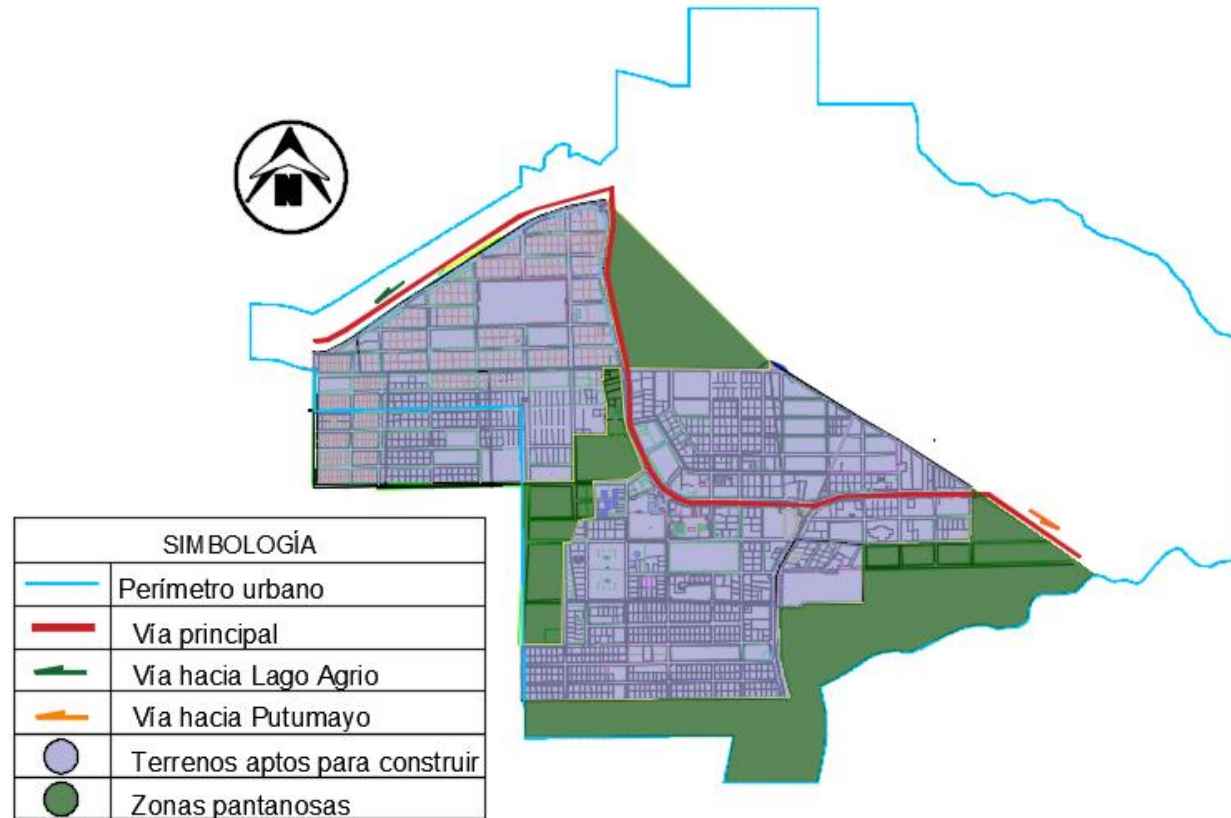 N
SIMBOLOGÍA
Perímetro urbano
Vía principal
Vía hacia Lago Agrio
Vía hacia Putumayo
Terrenos aptos para construir
Zonas pantanosas